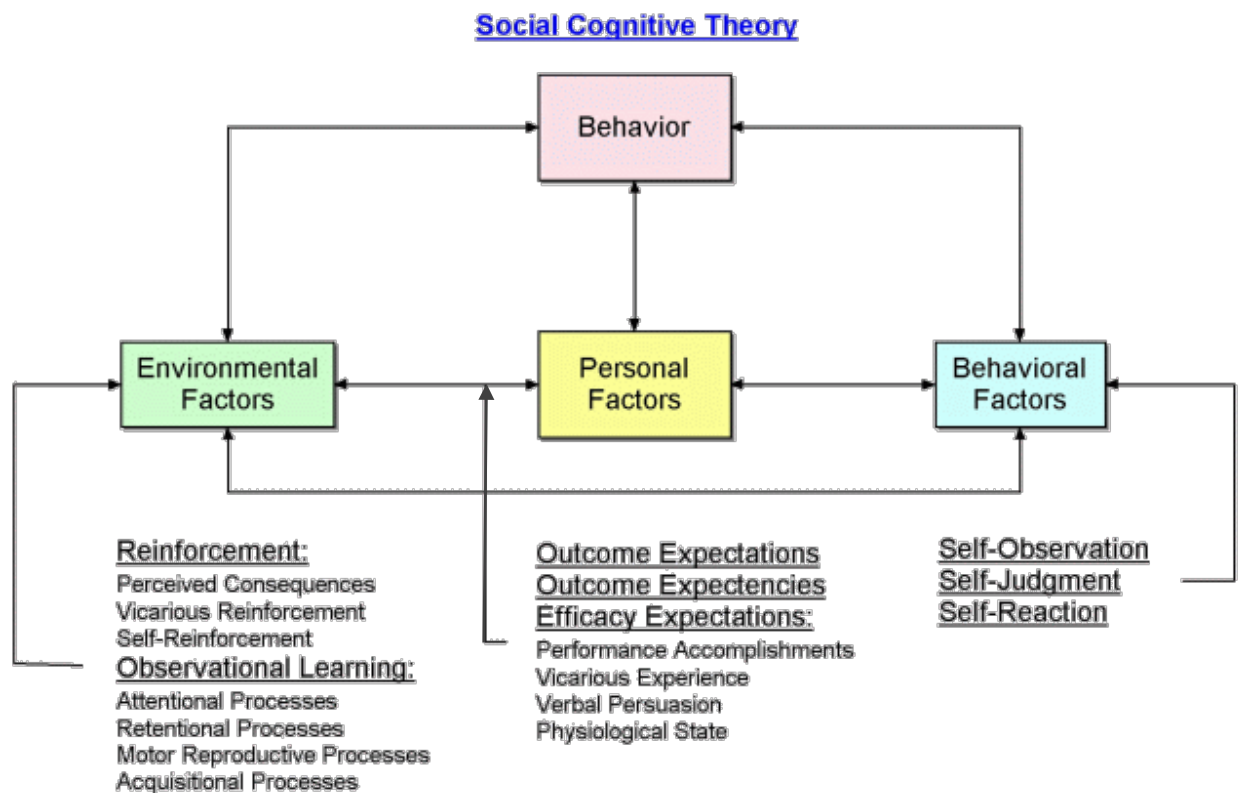 Social Cognitive Theory
Behavior
Environmental
Factors
Personal
Factors
Behavioral
Factors
Reinforcement:
Perceived Consequences
Vicarious Reinforcement
Self-Reinforcement
Observational Learning:
Attentional Processes
Retentional Processes
Motor Reproductive Processes
Acquisitional Processes
Outcome Expectations
Outcome Expectencies
Efficacy Expectations:
Performance Accomplishments
Vicarious Experience
Verbal Persuasion
Physiological State
Self-Observation
Self-Judgment
Self-Reaction